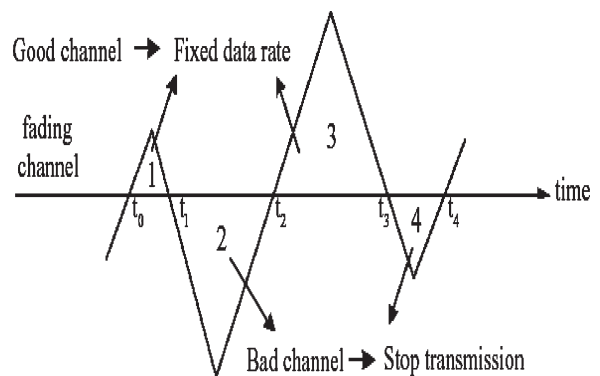 Good channel → Fixed data rate
fading
channel
1
3
time
t₀
t₁
t₂
t₃
t₄
2
4
Bad channel → Stop transmission